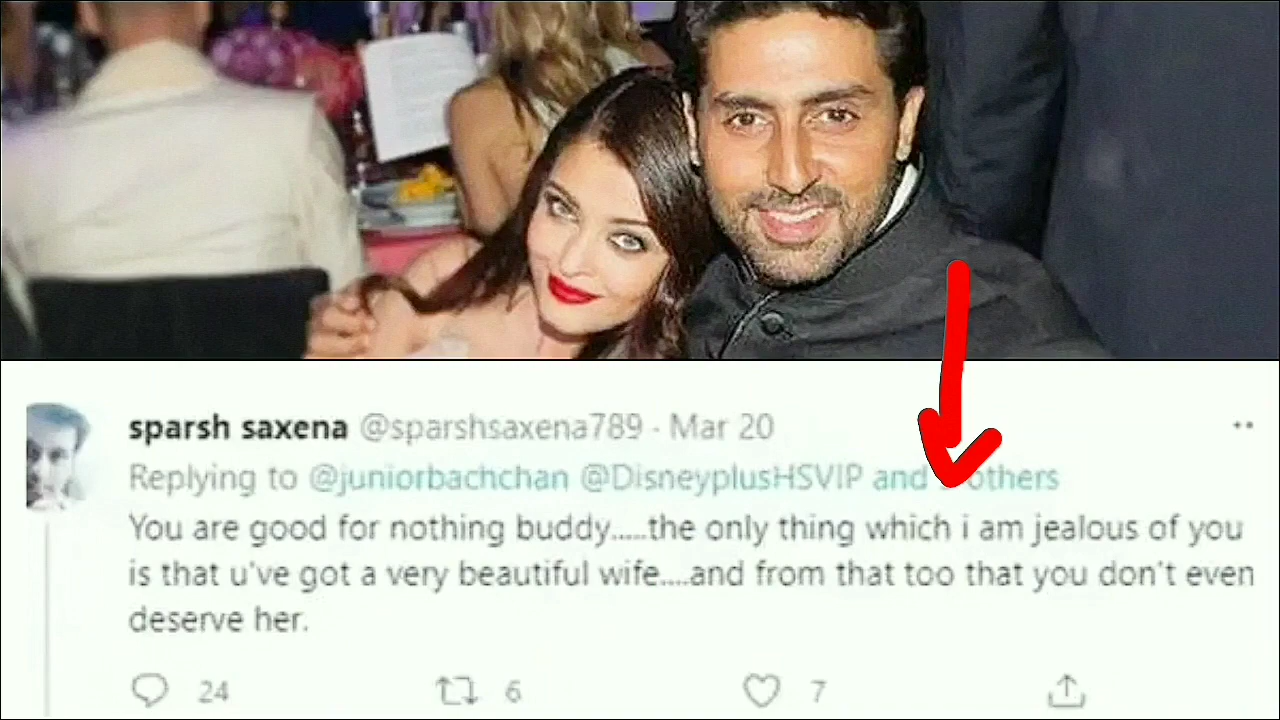 sparsh saxena @sparshsaxena789 · Mar 20
Replying to @juniorbachchan @DisneyplusHSVIP and others
You are good for nothing buddy.....the only thing which i am jealous of you
is that u've got a very beautiful wife....and from that too that you don't even
deserve her.
24 6 7